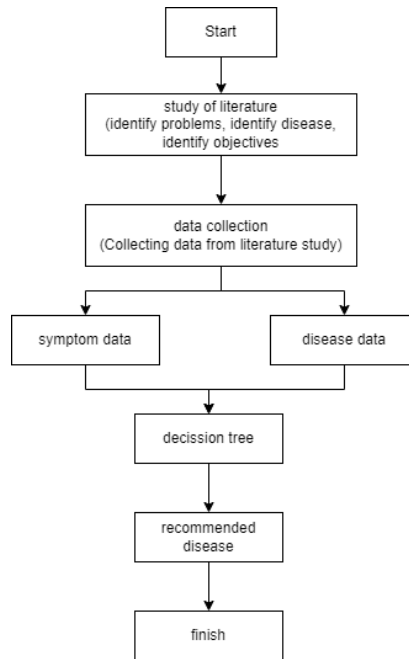 Start
study of literature
(identify problems, identify disease,
identify objectives
data collection
(Collecting data from literature study)
symptom data
disease data
decission tree
recommended
disease
finish